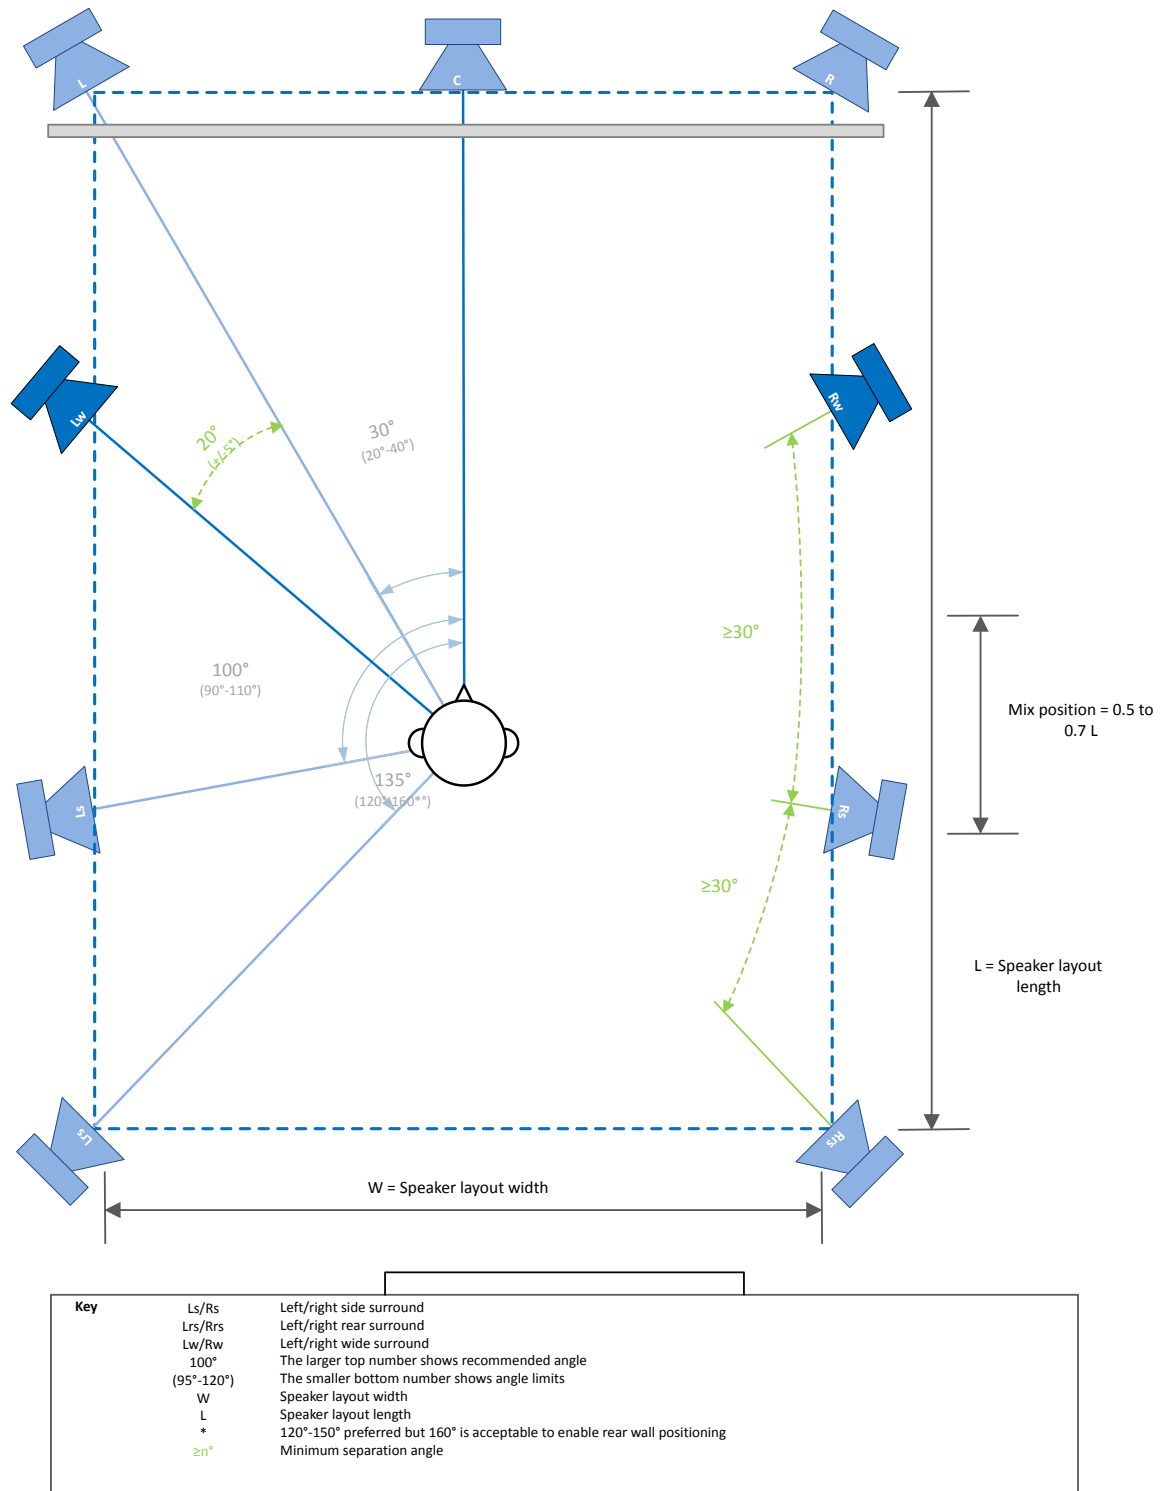 L
C
R
Lw
Rw
20°
(+/-5°)
30°
(20°-40°)
≥30°
100°
(90°-110°)
Mix position = 0.5 to
0.7 L
135°
(120°-160*°)
Ls
Rs
≥30°
L = Speaker layout
length
Lrs
Rrs
W = Speaker layout width
Key
Ls/Rs Left/right side surround
Lrs/Rrs Left/right rear surround
Lw/Rw Left/right wide surround
100° The larger top number shows recommended angle
(95°-120°) The smaller bottom number shows angle limits
W Speaker layout width
L Speaker layout length
* 120°-150° preferred but 160° is acceptable to enable rear wall positioning
≥n° Minimum separation angle